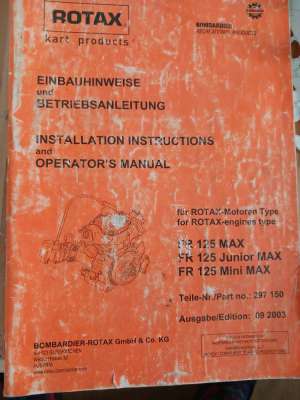 ROTAX
kart products
BOMBARDIER
EINBAUHINWEISE
und
BETRIEBSANLEITUNG
INSTALLATION INSTRUCTIONS
and
OPERATOR'S MANUAL
für ROTAX-Motoren Type
for ROTAX-engines type
FR 125 MAX
FR 125 Junior MAX
FR 125 Mini MAX
Teile-Nr./Part no.: 297 150
Ausgabe/Edition: 09 2003
BOMBARDIER-ROTAX GmbH & Co. KG